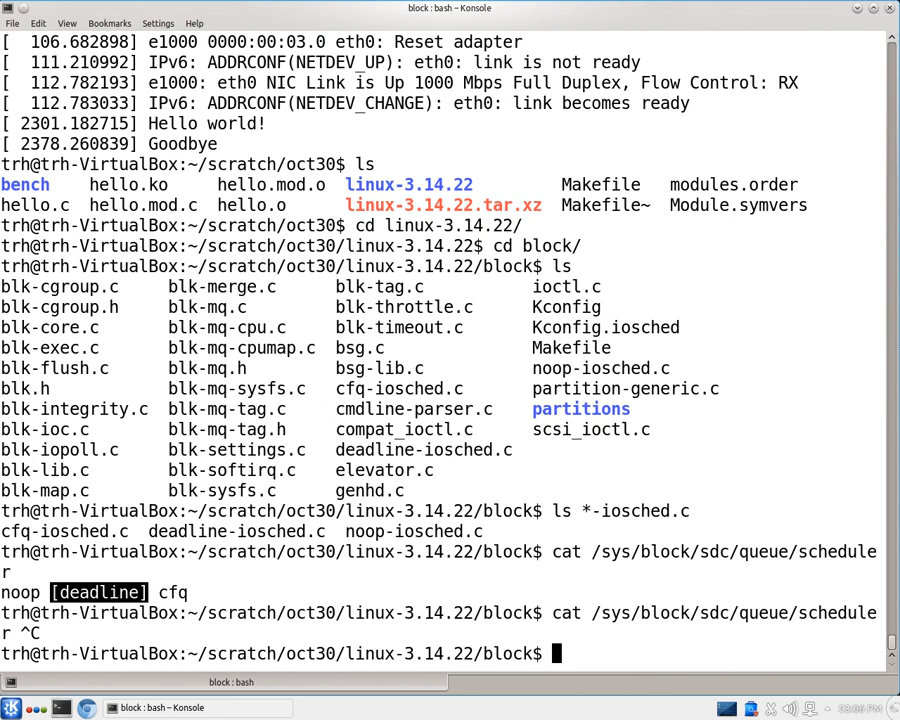 block : bash – Konsole
File Edit View Bookmarks Settings Help
[  106.682898] e1000 0000:00:03.0 eth0: Reset adapter
[  111.210992] IPv6: ADDRCONF(NETDEV_UP): eth0: link is not ready
[  112.782193] e1000: eth0 NIC Link is Up 1000 Mbps Full Duplex, Flow Control: RX
[  112.783033] IPv6: ADDRCONF(NETDEV_CHANGE): eth0: link becomes ready
[ 2301.182715] Hello world!
[ 2378.260839] Goodbye
trh@trh-VirtualBox:~/scratch/oct30$ ls
bench    hello.ko     hello.mod.o  linux-3.14.22         Makefile   modules.order
hello.c  hello.mod.c  hello.o      linux-3.14.22.tar.xz  Makefile~  Module.symvers
trh@trh-VirtualBox:~/scratch/oct30$ cd linux-3.14.22/
trh@trh-VirtualBox:~/scratch/oct30/linux-3.14.22$ cd block/
trh@trh-VirtualBox:~/scratch/oct30/linux-3.14.22/block$ ls
blk-cgroup.c     blk-merge.c      blk-tag.c           ioctl.c
blk-cgroup.h     blk-mq.c         blk-throttle.c      Kconfig
blk-core.c       blk-mq-cpu.c     blk-timeout.c       Kconfig.iosched
blk-exec.c       blk-mq-cpumap.c  bsg.c               Makefile
blk-flush.c      blk-mq.h         bsg-lib.c           noop-iosched.c
blk.h            blk-mq-sysfs.c   cfq-iosched.c       partition-generic.c
blk-integrity.c  blk-mq-tag.c     cmdline-parser.c    partitions
blk-ioc.c        blk-mq-tag.h     compat_ioctl.c      scsi_ioctl.c
blk-iopoll.c     blk-settings.c   deadline-iosched.c
blk-lib.c        blk-softirq.c    elevator.c
blk-map.c        blk-sysfs.c      genhd.c
trh@trh-VirtualBox:~/scratch/oct30/linux-3.14.22/block$ ls *-iosched.c
cfq-iosched.c  deadline-iosched.c  noop-iosched.c
trh@trh-VirtualBox:~/scratch/oct30/linux-3.14.22/block$ cat /sys/block/sdc/queue/schedule
r
noop [deadline] cfq
trh@trh-VirtualBox:~/scratch/oct30/linux-3.14.22/block$ cat /sys/block/sdc/queue/schedule
r ^C
trh@trh-VirtualBox:~/scratch/oct30/linux-3.14.22/block$
block : bash
block : bash – Konsole
03:06 PM